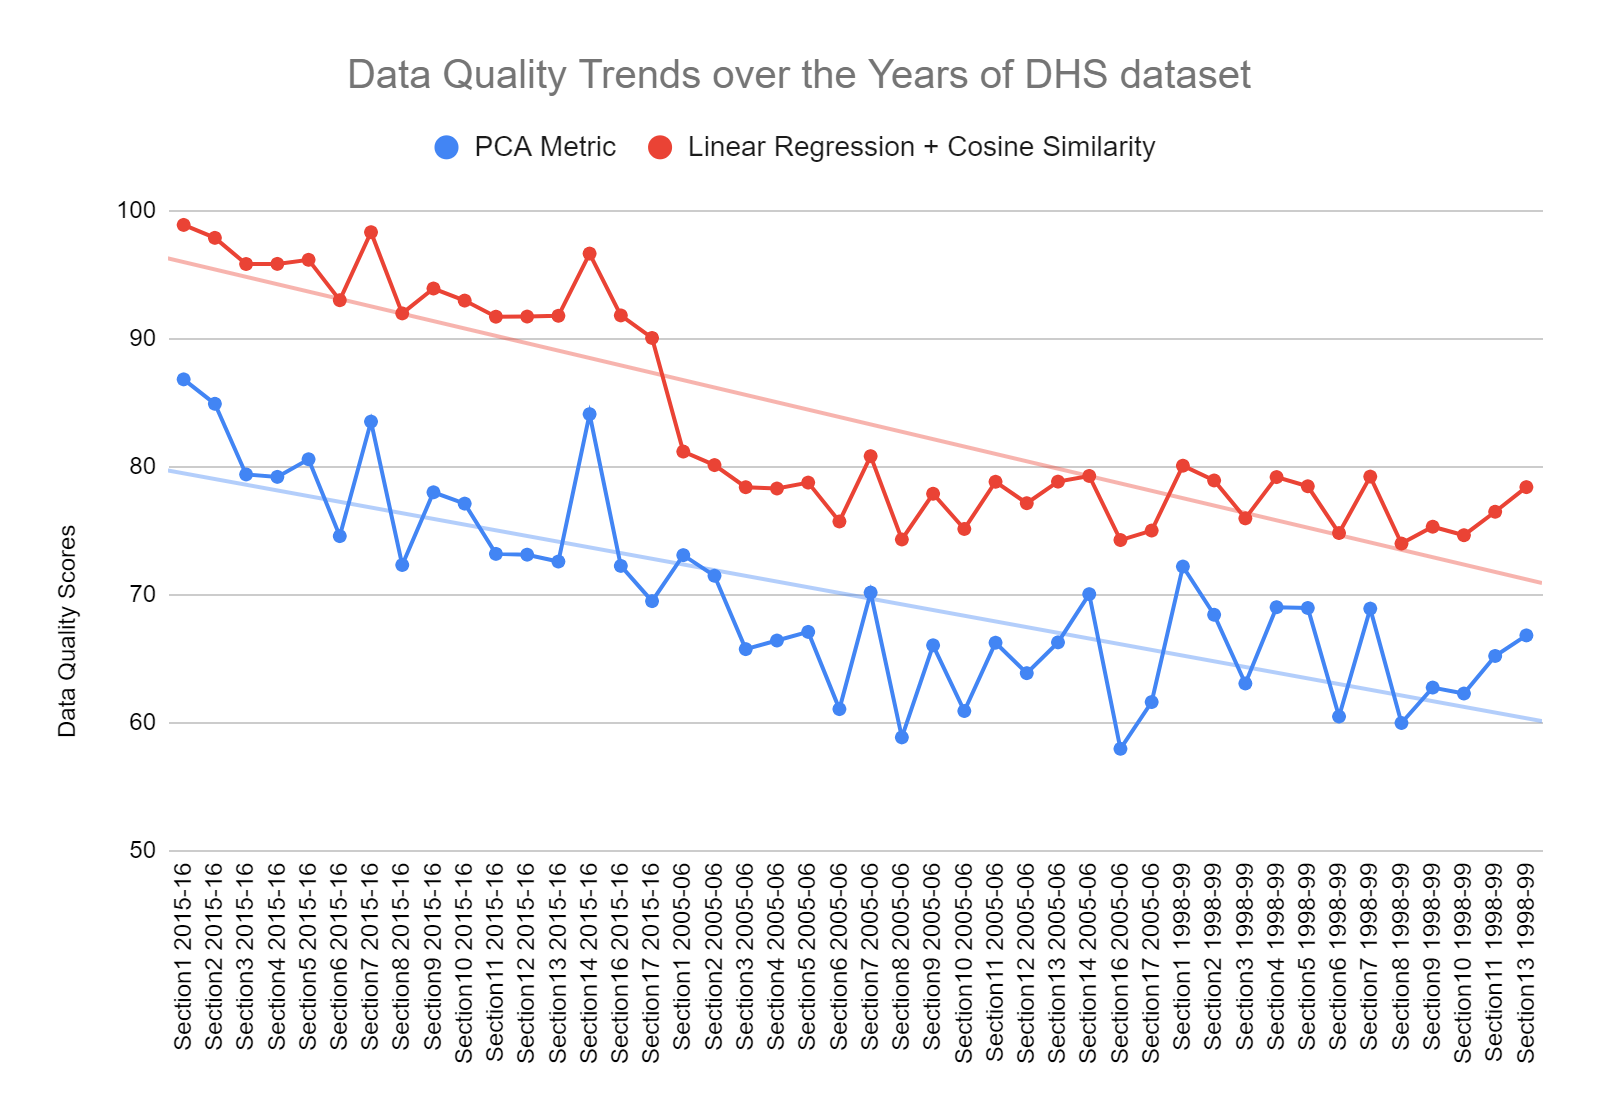 Data Quality Trends over the Years of DHS dataset
PCA Metric
Linear Regression + Cosine Similarity
100
90
80
70
60
50
Data Quality Scores
Section1 2015-16
Section2 2015-16
Section3 2015-16
Section4 2015-16
Section5 2015-16
Section6 2015-16
Section7 2015-16
Section8 2015-16
Section9 2015-16
Section10 2015-16
Section11 2015-16
Section12 2015-16
Section13 2015-16
Section14 2015-16
Section16 2015-16
Section17 2015-16
Section1 2005-06
Section2 2005-06
Section3 2005-06
Section4 2005-06
Section5 2005-06
Section6 2005-06
Section7 2005-06
Section8 2005-06
Section9 2005-06
Section10 2005-06
Section11 2005-06
Section12 2005-06
Section13 2005-06
Section14 2005-06
Section16 2005-06
Section17 2005-06
Section1 1998-99
Section2 1998-99
Section3 1998-99
Section4 1998-99
Section5 1998-99
Section6 1998-99
Section7 1998-99
Section8 1998-99
Section9 1998-99
Section10 1998-99
Section11 1998-99
Section13 1998-99